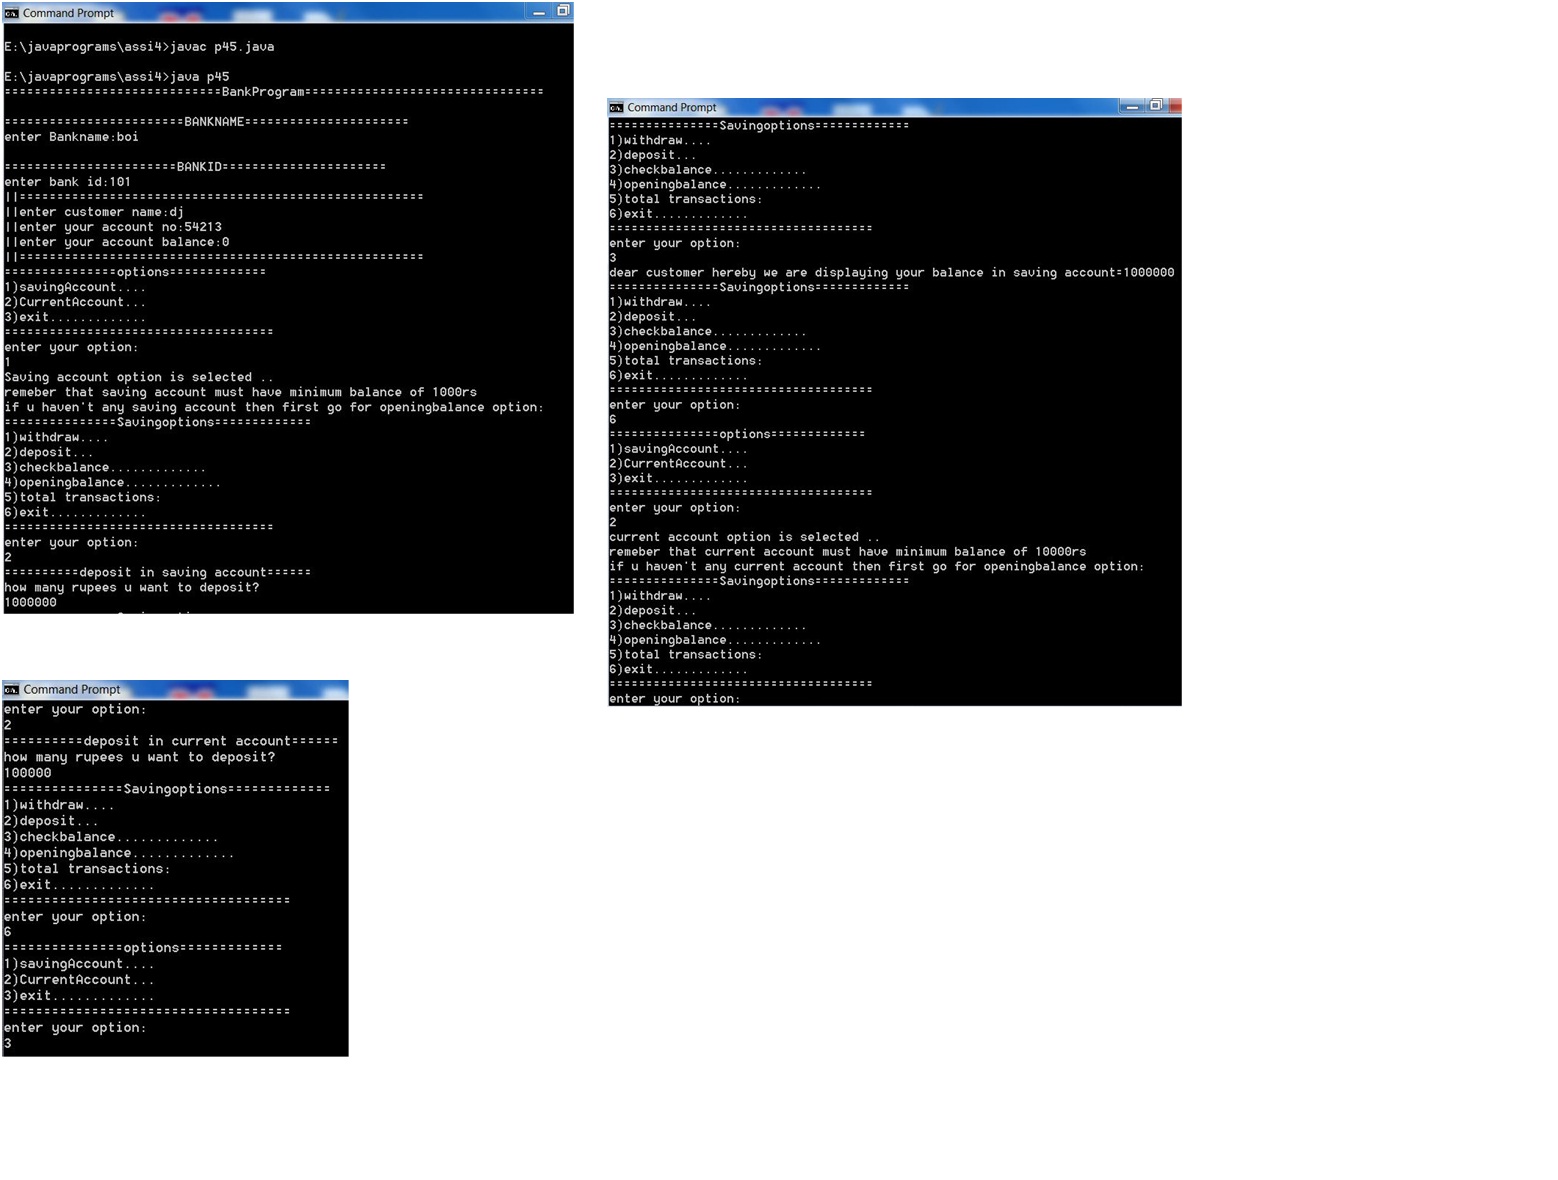 Command Prompt
E:\javaprograms\assi4>javac p45.java
E:\javaprograms\assi4>java p45
=============================BankProgram================================
========================BANKNAME======================
enter Bankname:boi
=======================BANKID======================
enter bank id:101
||======================================================
||enter customer name:dj
||enter your account no:54213
||enter your account balance:0
||======================================================
===============options=============
1)savingAccount....
2)CurrentAccount...
3)exit.............
====================================
enter your option:
1
Saving account option is selected ..
remeber that saving account must have minimum balance of 1000rs
if u haven't any saving account then first go for openingbalance option:
===============Savingoptions=============
1)withdraw....
2)deposit...
3)checkbalance.............
4)openingbalance.............
5)total transactions:
6)exit.............
====================================
enter your option:
2
==========deposit in saving account======
how many rupees u want to deposit?
1000000
Command Prompt
===============Savingoptions=============
1)withdraw....
2)deposit...
3)checkbalance.............
4)openingbalance.............
5)total transactions:
6)exit.............
====================================
enter your option:
3
dear customer hereby we are displaying your balance in saving account=1000000
===============Savingoptions=============
1)withdraw....
2)deposit...
3)checkbalance.............
4)openingbalance.............
5)total transactions:
6)exit.............
====================================
enter your option:
6
===============options=============
1)savingAccount....
2)CurrentAccount...
3)exit.............
====================================
enter your option:
2
current account option is selected ..
remeber that current account must have minimum balance of 10000rs
if u haven't any current account then first go for openingbalance option:
===============Savingoptions=============
1)withdraw....
2)deposit...
3)checkbalance.............
4)openingbalance.............
5)total transactions:
6)exit.............
====================================
enter your option:
Command Prompt
enter your option:
2
==========deposit in current account======
how many rupees u want to deposit?
100000
===============Savingoptions=============
1)withdraw....
2)deposit...
3)checkbalance.............
4)openingbalance.............
5)total transactions:
6)exit.............
====================================
enter your option:
6
===============options=============
1)savingAccount....
2)CurrentAccount...
3)exit.............
====================================
enter your option:
3